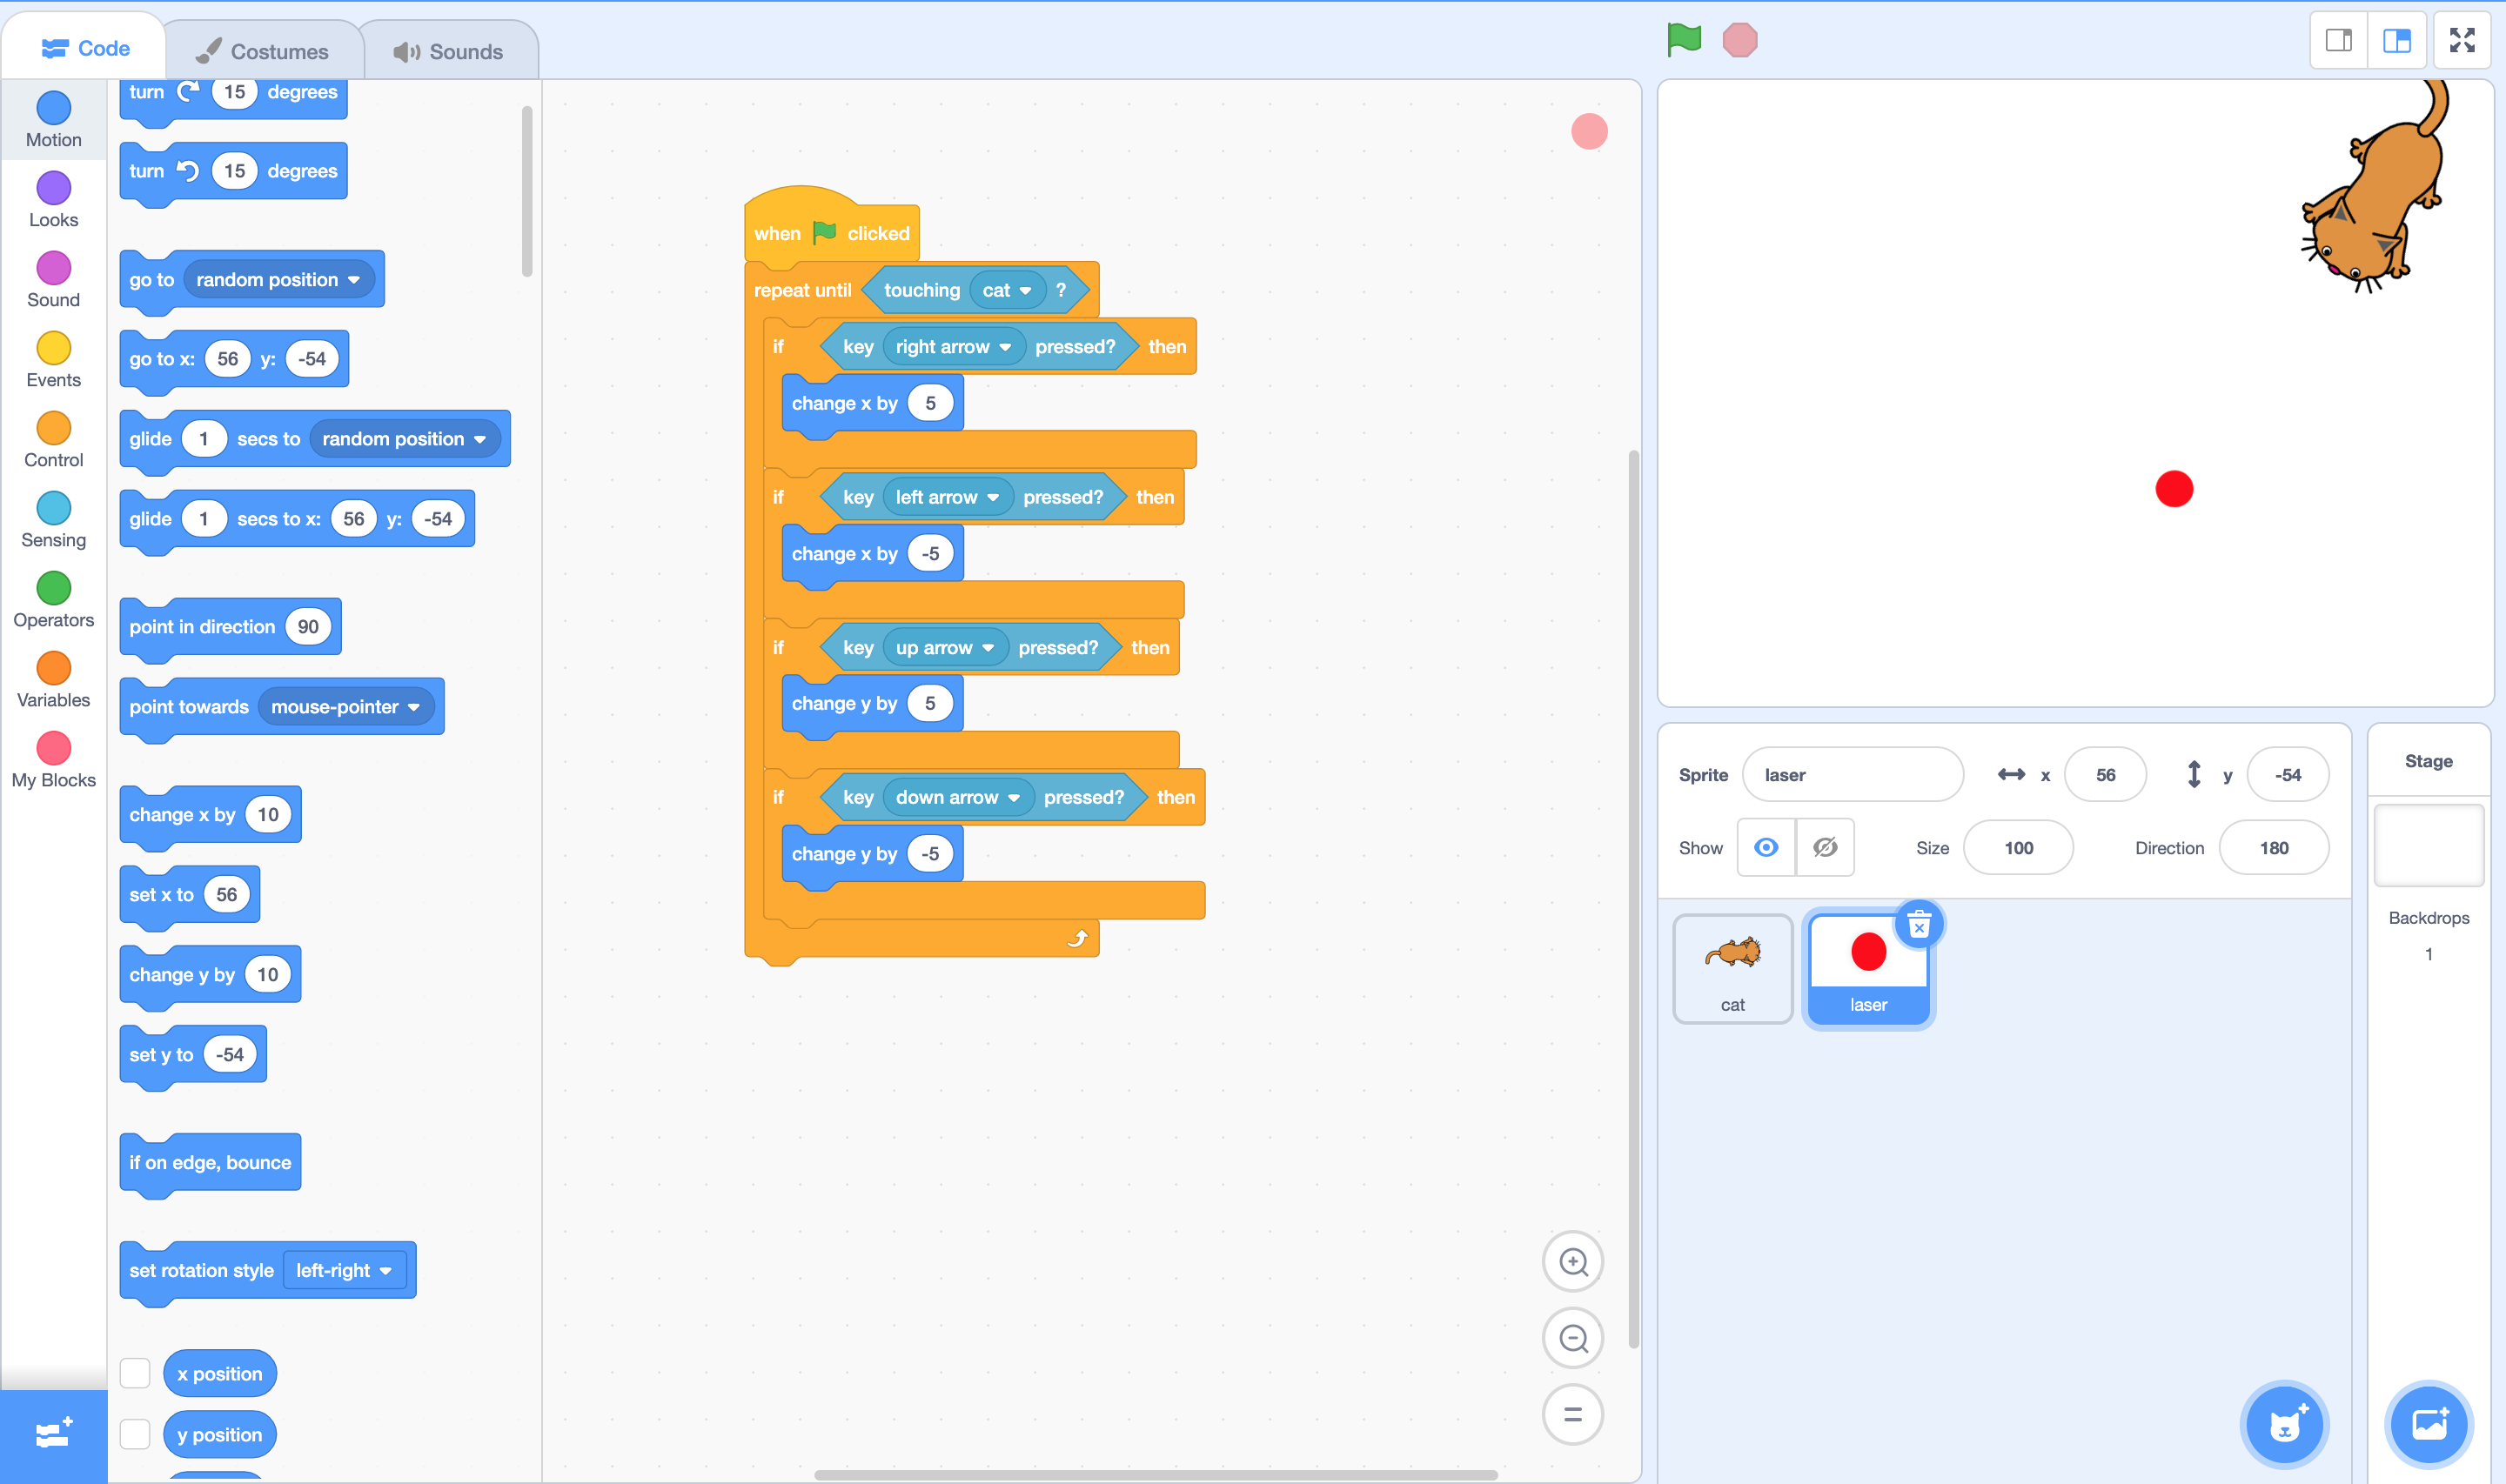 Code
Costumes
Sounds
Motion
Looks
Sound
Events
Control
Sensing
Operators
Variables
My Blocks
turn 15 degrees
turn 15 degrees
go to random position
go to x: 56 y: -54
glide 1 secs to random position
glide 1 secs to x: 56 y: -54
point in direction 90
point towards mouse-pointer
change x by 10
set x to 56
change y by 10
set y to -54
if on edge, bounce
set rotation style left-right
x position
y position
when clicked
repeat until touching cat ?
if key right arrow pressed? then
change x by 5
if key left arrow pressed? then
change x by -5
if key up arrow pressed? then
change y by 5
if key down arrow pressed? then
change y by -5
Sprite laser x 56 y -54
Show Size 100 Direction 180
cat
laser
Stage
Backdrops
1